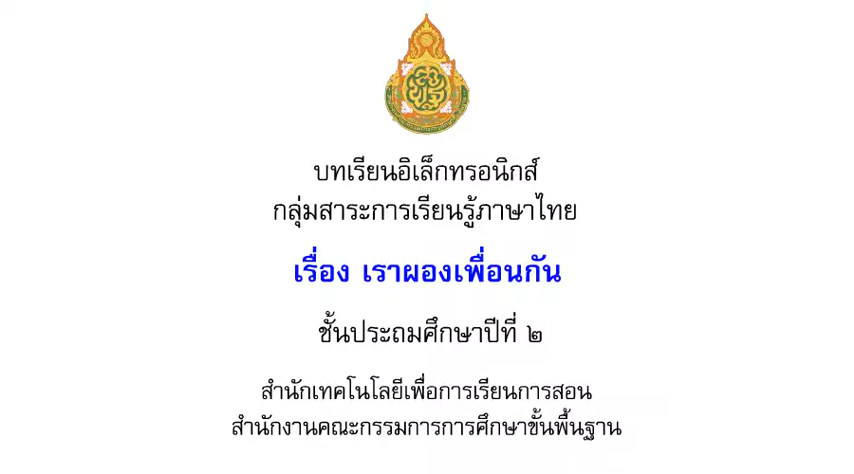 บทเรียนอิเล็กทรอนิกส์
กลุ่มสาระการเรียนรู้ภาษาไทย
เรื่อง เราผองเพื่อนกัน
ชั้นประถมศึกษาปีที่ ๒
สำนักเทคโนโลยีเพื่อการเรียนการสอน
สำนักงานคณะกรรมการการศึกษาขั้นพื้นฐาน